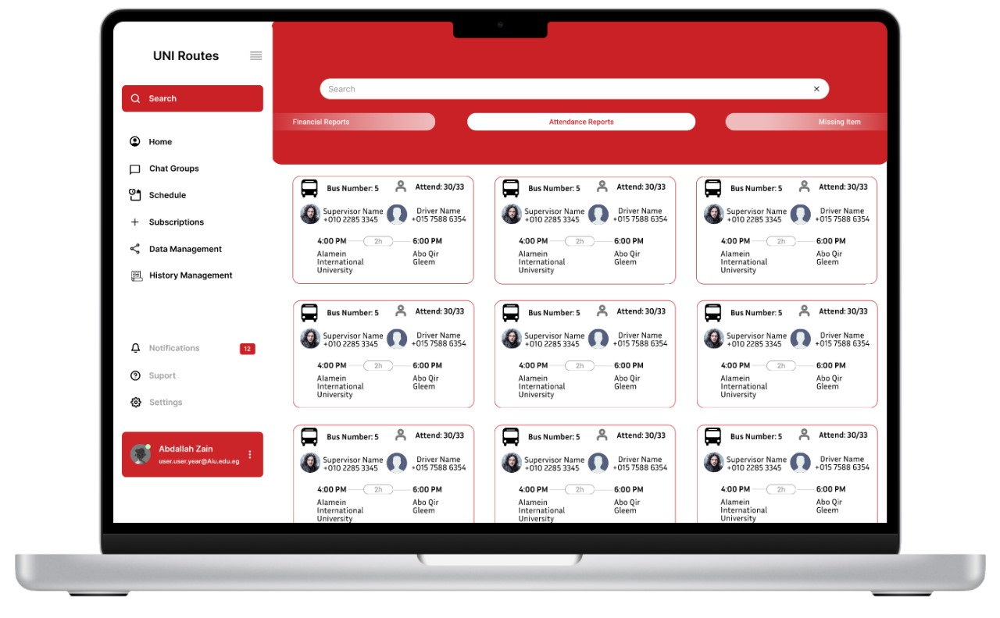 UNI Routes
Search
Home
Chat Groups
Schedule
Subscriptions
Data Management
History Management
Notifications 12
Suport
Settings
Abdallah Zain
user.user.year@Aiu.edu.eg
Search
Financial Reports
Attendance Reports
Missing Item
Bus Number: 5 Attend: 30/33
Supervisor Name Driver Name
+010 2285 3345 +015 7588 6354
4:00 PM 2h 6:00 PM
Alamein Abo Qir
International Gleem
University
Bus Number: 5 Attend: 30/33
Supervisor Name Driver Name
+010 2285 3345 +015 7588 6354
4:00 PM 2h 6:00 PM
Alamein Abo Qir
International Gleem
University
Bus Number: 5 Attend: 30/33
Supervisor Name Driver Name
+010 2285 3345 +015 7588 6354
4:00 PM 2h 6:00 PM
Alamein Abo Qir
International Gleem
University
Bus Number: 5 Attend: 30/33
Supervisor Name Driver Name
+010 2285 3345 +015 7588 6354
4:00 PM 2h 6:00 PM
Alamein Abo Qir
International Gleem
University
Bus Number: 5 Attend: 30/33
Supervisor Name Driver Name
+010 2285 3345 +015 7588 6354
4:00 PM 2h 6:00 PM
Alamein Abo Qir
International Gleem
University
Bus Number: 5 Attend: 30/33
Supervisor Name Driver Name
+010 2285 3345 +015 7588 6354
4:00 PM 2h 6:00 PM
Alamein Abo Qir
International Gleem
University
Bus Number: 5 Attend: 30/33
Supervisor Name Driver Name
+010 2285 3345 +015 7588 6354
4:00 PM 2h 6:00 PM
Alamein Abo Qir
International Gleem
University
Bus Number: 5 Attend: 30/33
Supervisor Name Driver Name
+010 2285 3345 +015 7588 6354
4:00 PM 2h 6:00 PM
Alamein Abo Qir
International Gleem
University
Bus Number: 5 Attend: 30/33
Supervisor Name Driver Name
+010 2285 3345 +015 7588 6354
4:00 PM 2h 6:00 PM
Alamein Abo Qir
International Gleem
University